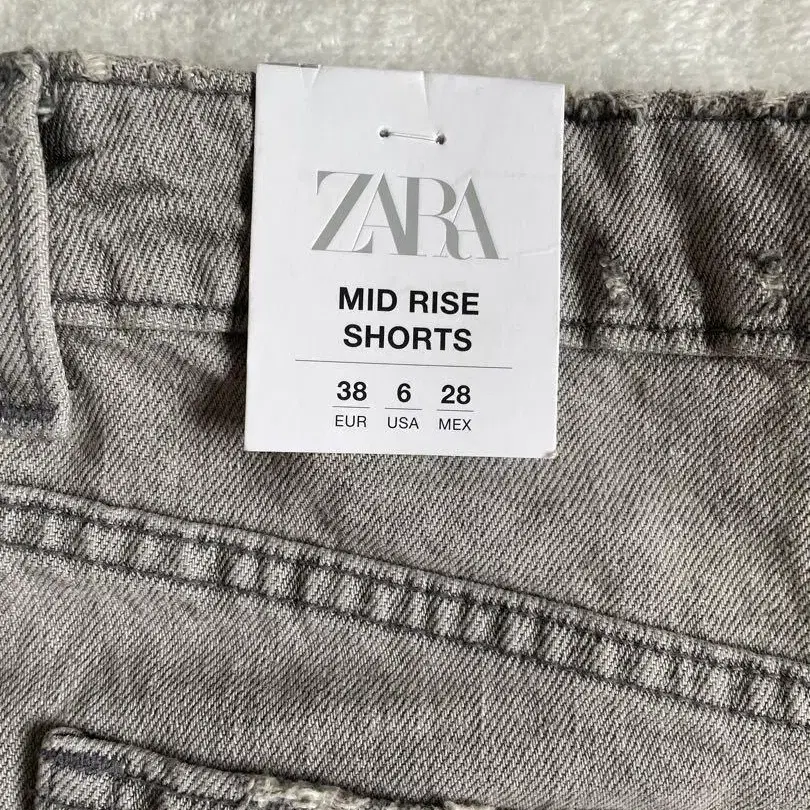 ZARA
MID RISE
SHORTS
38 6 28
EUR USA MEX